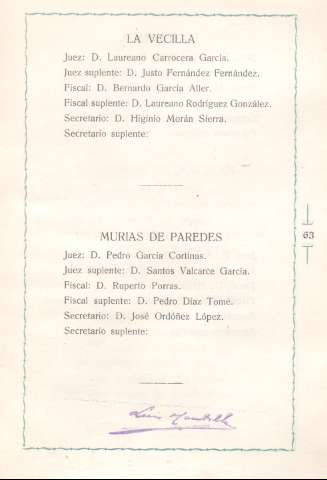 LA VECILLA
Juez: D. Laureano Carrocera García.
Juez suplente: D. Justo Fernández Fernández.
Fiscal: D. Bernardo García Aller.
Fiscal suplente: D. Laureano Rodríguez González.
Secretario: D. Higinio Morán Sierra.
Secretario suplente:
MURIAS DE PAREDES
Juez: D. Pedro García Cortinas.
Juez suplente: D. Santos Valcarce García.
Fiscal: D. Ruperto Porras.
Fiscal suplente: D. Pedro Díaz Tomé.
Secretario: D. José Ordóñez López.
Secretario suplente:
63
Luis